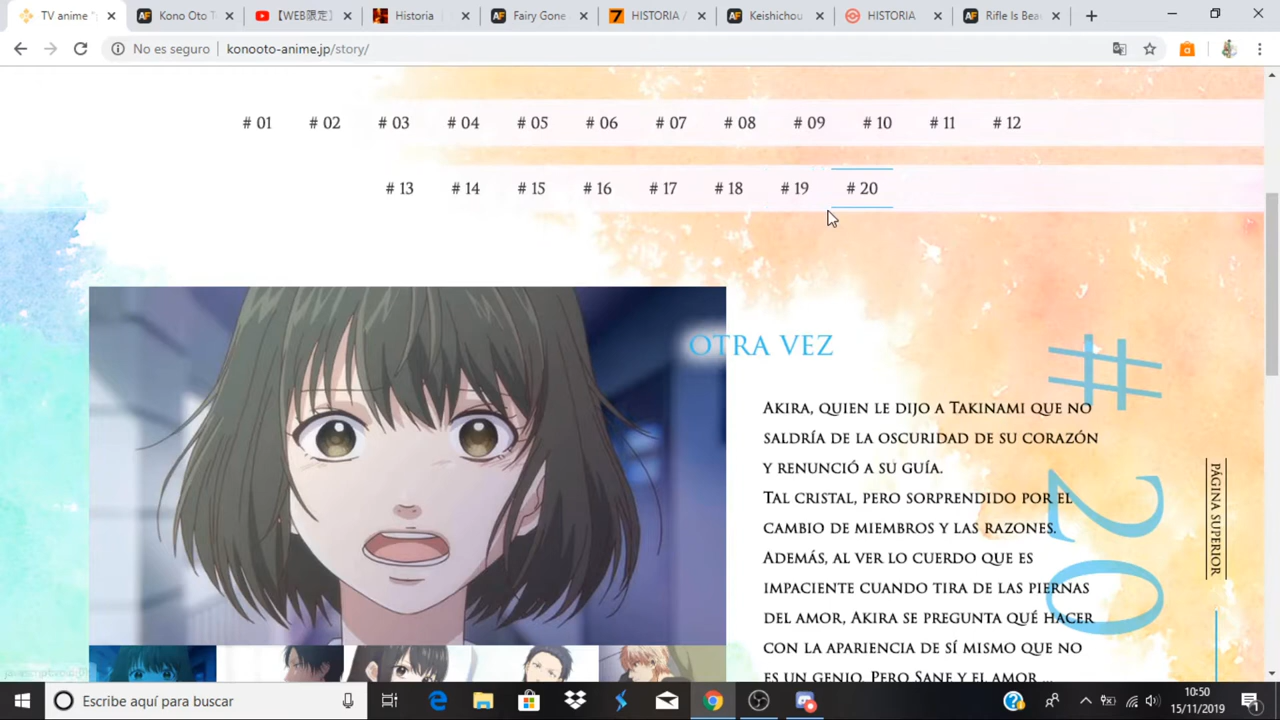 TV anime "
Kono Oto T
【WEB限定】
Historia
Fairy Gone
HISTORIA /
Keishichou
HISTORIA
Rifle Is Bea
No es seguro
konooto-anime.jp/story/
# 01 # 02 # 03 # 04 # 05 # 06 # 07 # 08 # 09 # 10 # 11 # 12
# 13 # 14 # 15 # 16 # 17 # 18 # 19 # 20
OTRA VEZ
AKIRA, QUIEN LE DIJO A TAKINAMI QUE NO
SALDRÍA DE LA OSCURIDAD DE SU CORAZÓN
Y RENUNCIÓ A SU GUÍA.
TAL CRISTAL, PERO SORPRENDIDO POR EL
CAMBIO DE MIEMBROS Y LAS RAZONES.
ADEMÁS, AL VER LO CUERDO QUE ES
IMPACIENTE CUANDO TIRA DE LAS PIERNAS
DEL AMOR, AKIRA SE PREGUNTA QUÉ HACER
CON LA APARIENCIA DE SÍ MISMO QUE NO
ES UN GENIO. PERO SANE Y EL AMOR ...
# 20
PÁGINA SUPERIOR
Escribe aquí para buscar
10:50
15/11/2019